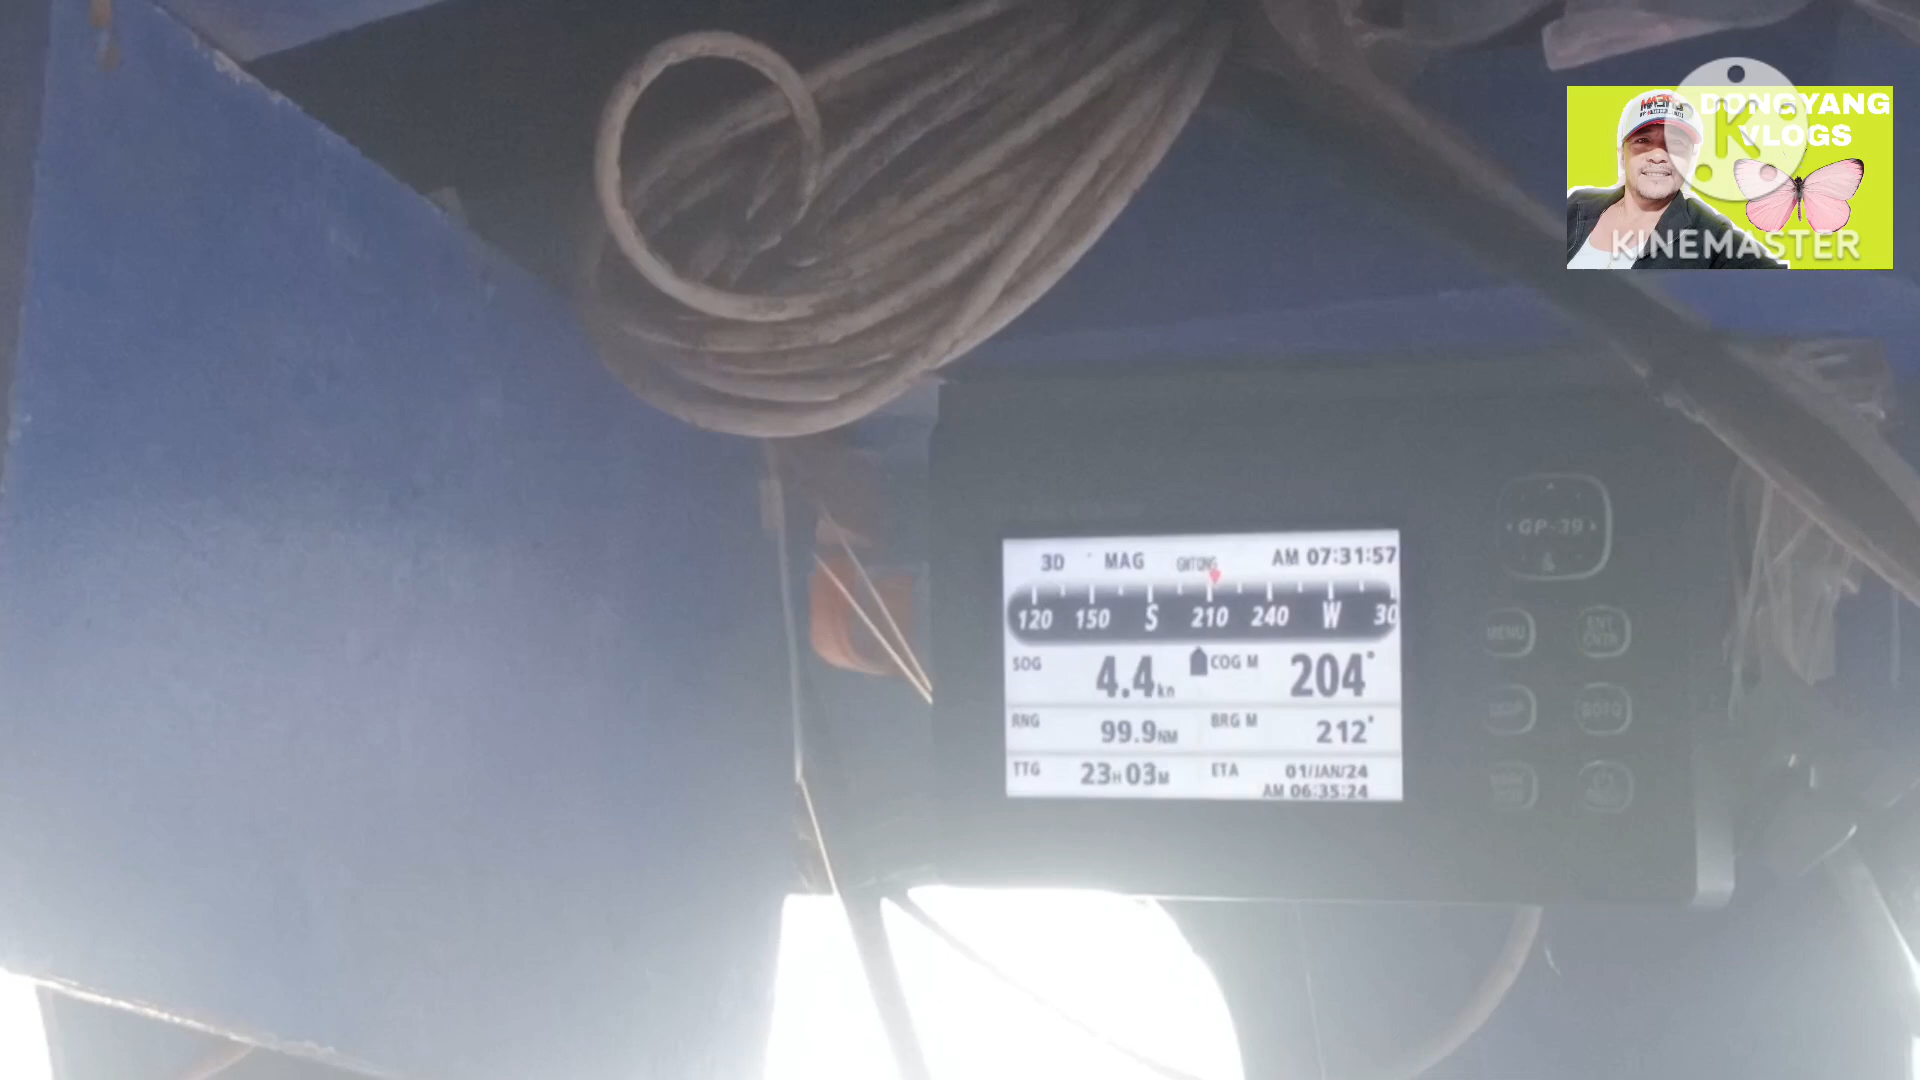 DONGYANG
VLOGS
KINEMASTER
3D MAG AM 07:31:57
120 150 S 210 240 W 30
SOG 4.4kn COG M 204°
RNG 99.9NM BRG M 212°
TTG 23H03M ETA 01/JAN/24
AM 06:35:24
GP-39
MENU ENT
DISP GOTO